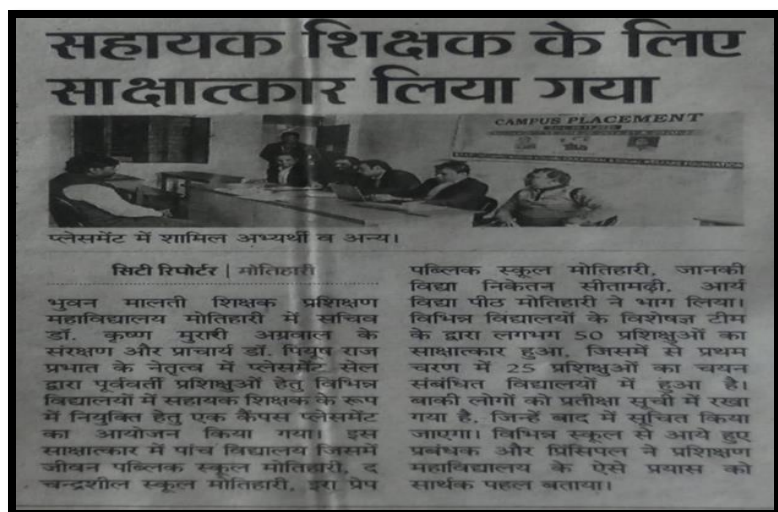 सहायक शिक्षक के लिए
साक्षात्कार लिया गया
CAMPUS PLACEMENT
प्लेसमेंट में शामिल अभ्यर्थी व अन्य।
सिटी रिपोर्टर | मोतिहारी
भुवन मालती शिक्षक प्रशिक्षण
महाविद्यालय मोतिहारी में सचिव
डॉ. कृष्ण मुरारी अग्रवाल के
संरक्षण और प्राचार्य डॉ. पियूष राज
प्रभात के नेतृत्व में प्लेसमेंट सेल
द्वारा पूर्ववर्ती प्रशिक्षुओं हेतु विभिन्न
विद्यालयों में सहायक शिक्षक के रूप
में नियुक्ति हेतु एक कैंपस प्लेसमेंट
का आयोजन किया गया। इस
साक्षात्कार में पांच विद्यालय जिसमें
जीवन पब्लिक स्कूल मोतिहारी, द
चन्द्रशील स्कूल मोतिहारी, इरा प्रेप
पब्लिक स्कूल मोतिहारी, जानकी
विद्या निकेतन सीतामढ़ी, आर्य
विद्या पीठ मोतिहारी ने भाग लिया।
विभिन्न विद्यालयों के विशेषज्ञ टीम
के द्वारा लगभग 50 प्रशिक्षुओं का
साक्षात्कार हुआ, जिसमें से प्रथम
चरण में 25 प्रशिक्षुओं का चयन
संबंधित विद्यालयों में हुआ है।
बाकी लोगों को प्रतीक्षा सूची में रखा
गया है, जिन्हें बाद में सूचित किया
जाएगा। विभिन्न स्कूल से आये हुए
प्रबंधक और प्रिंसिपल ने प्रशिक्षण
महाविद्यालय के ऐसे प्रयास को
सार्थक पहल बताया।